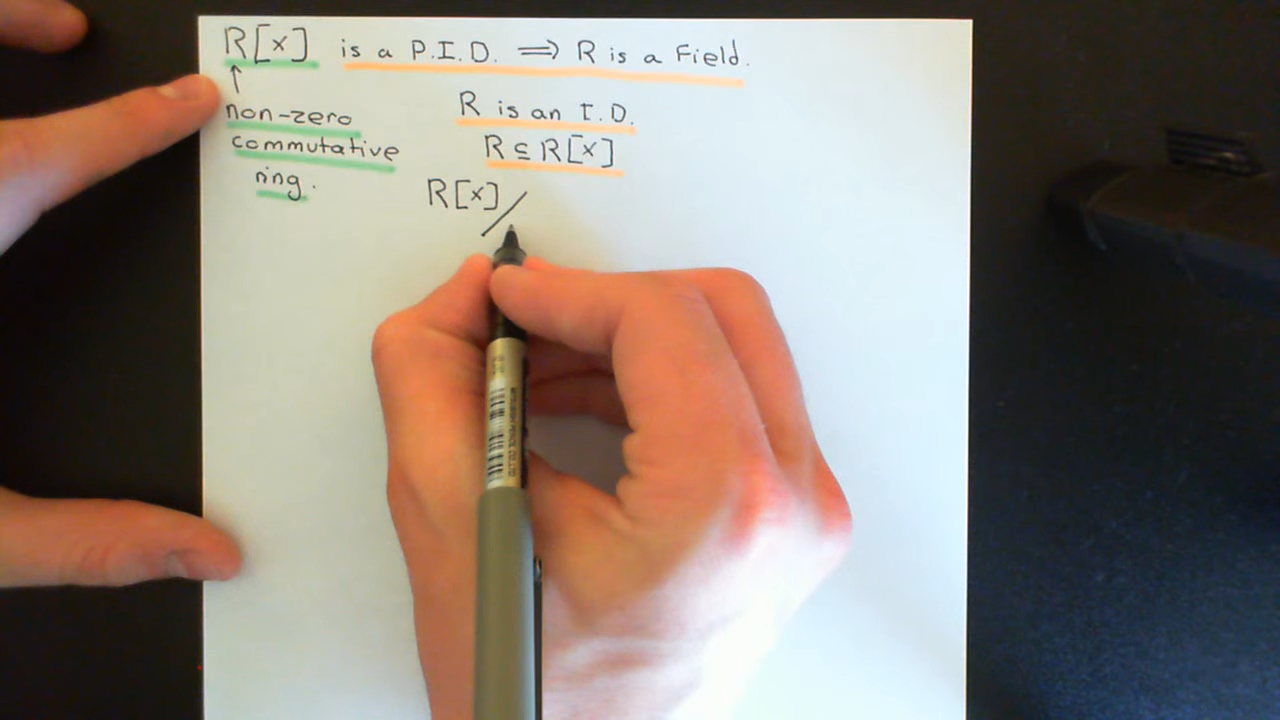 R[x] is a P.I.D. ⟹ R is a Field.
↑
non-zero
commutative
ring.
R is an I.D.
R ⊆ R[x]
R[x]/